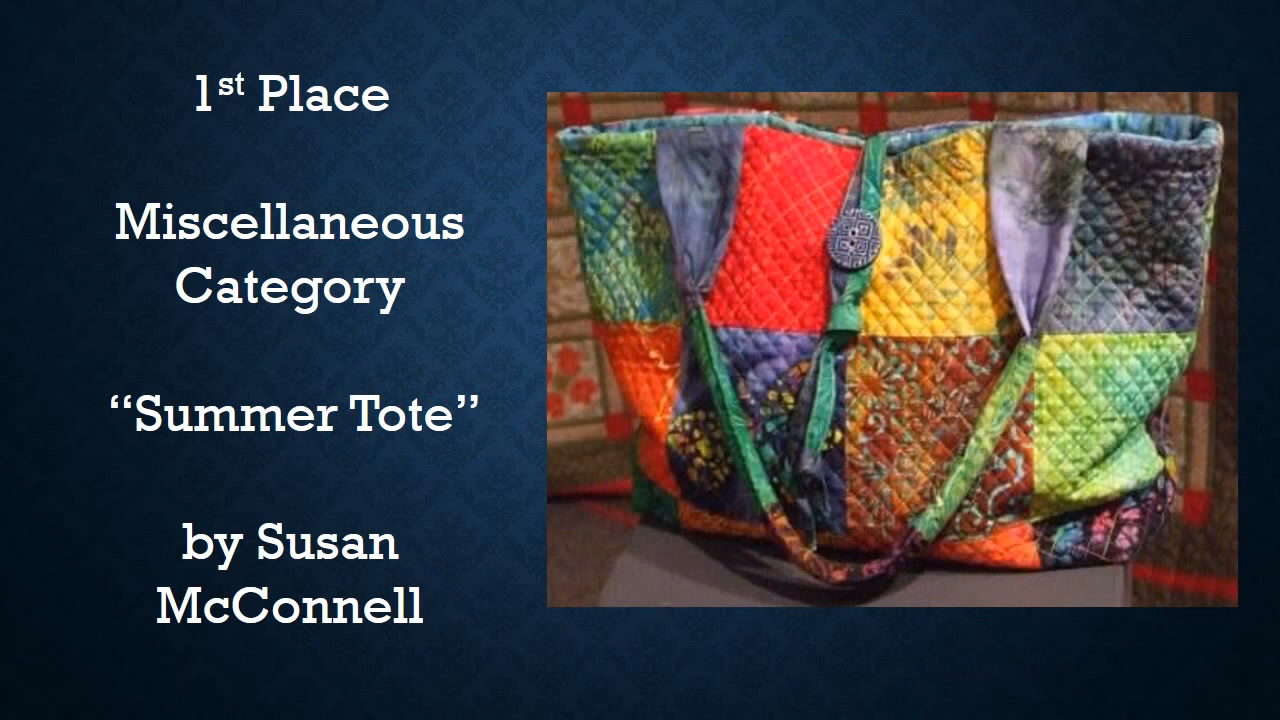 1st Place
Miscellaneous
Category
“Summer Tote”
by Susan
McConnell